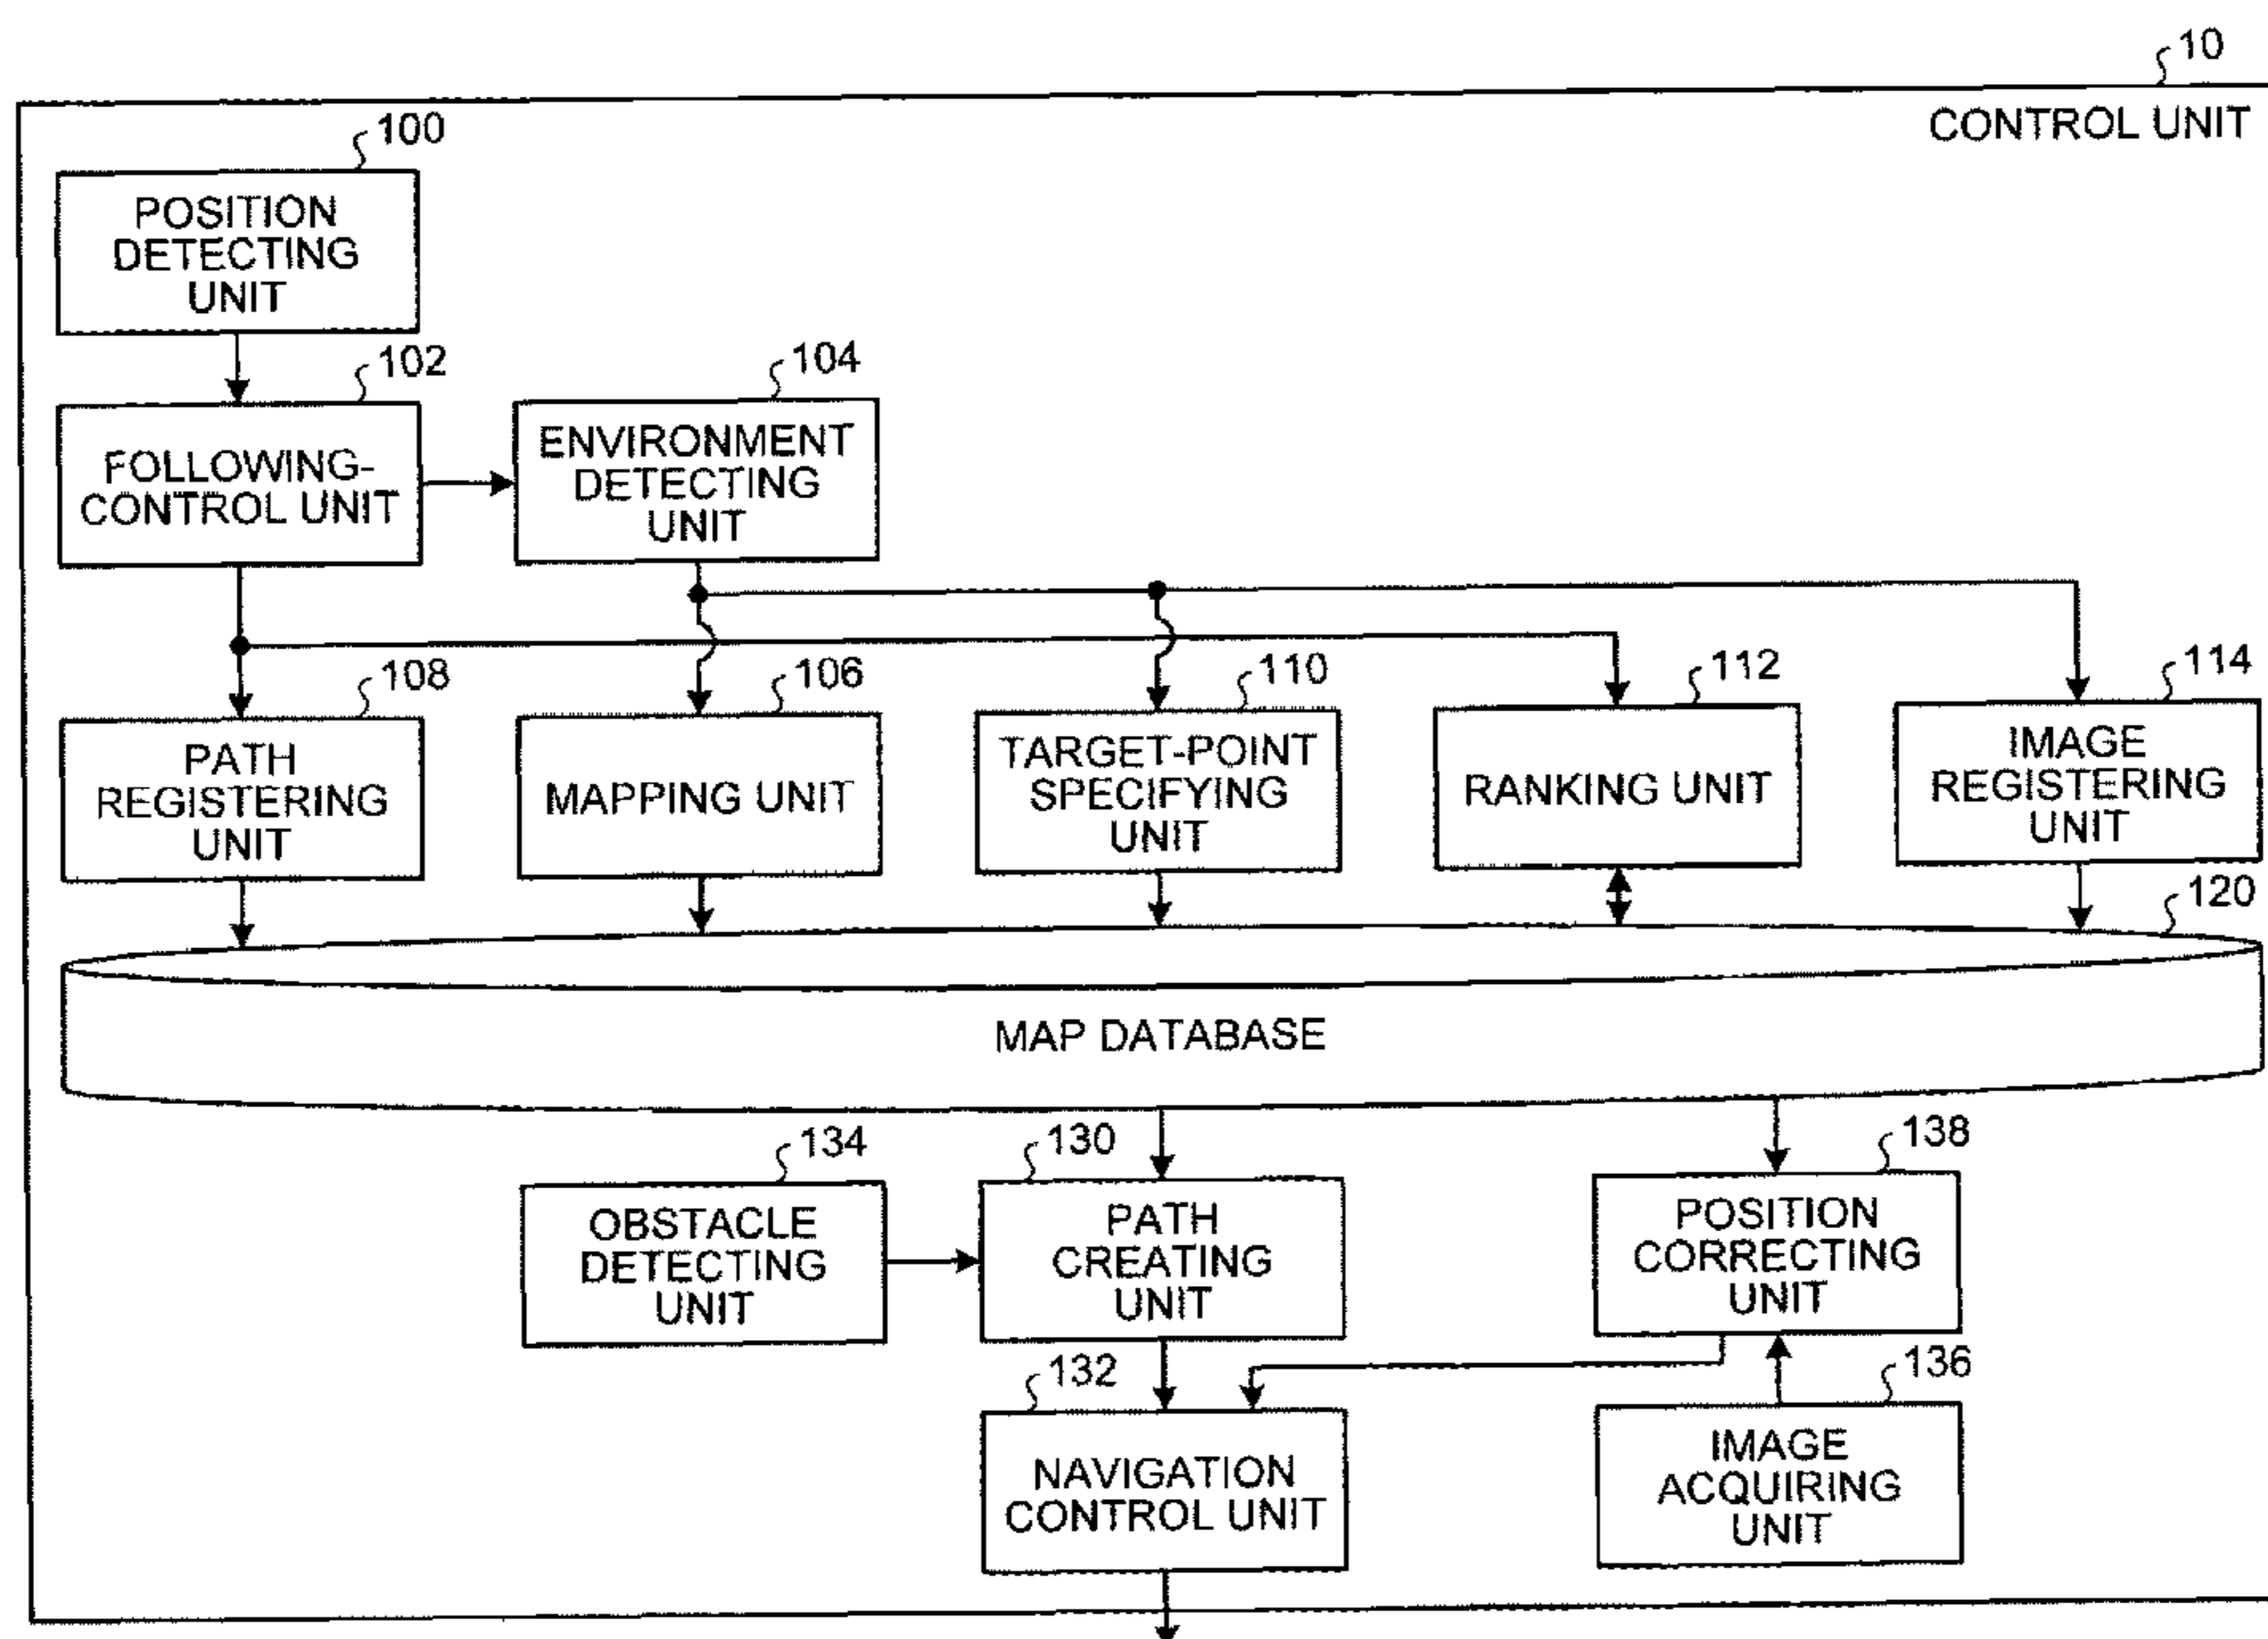 10
CONTROL UNIT
100
POSITION
DETECTING
UNIT
102
FOLLOWING-
CONTROL UNIT
104
ENVIRONMENT
DETECTING
UNIT
108
PATH
REGISTERING
UNIT
106
MAPPING UNIT
110
TARGET-POINT
SPECIFYING
UNIT
112
RANKING UNIT
114
IMAGE
REGISTERING
UNIT
120
MAP DATABASE
134
OBSTACLE
DETECTING
UNIT
130
PATH
CREATING
UNIT
138
POSITION
CORRECTING
UNIT
132
NAVIGATION
CONTROL UNIT
136
IMAGE
ACQUIRING
UNIT